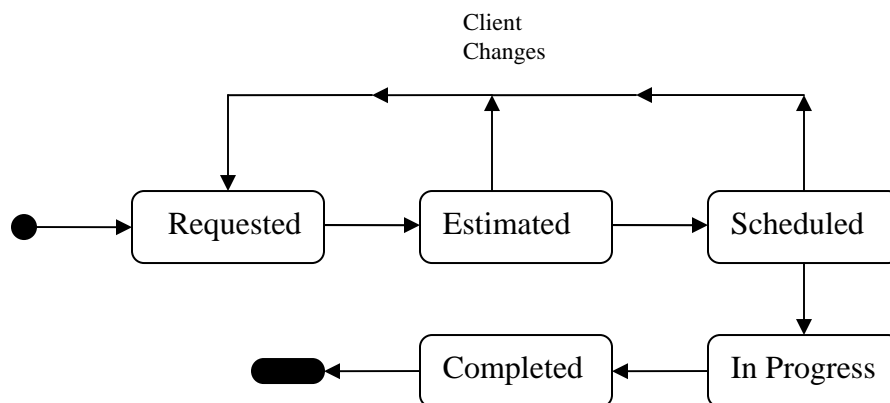 Client
Changes
Requested
Estimated
Scheduled
Completed
In Progress